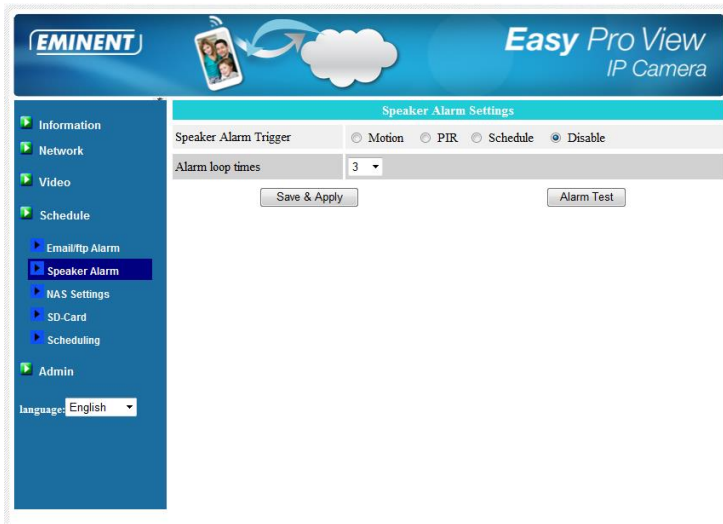 EMINENT
Easy Pro View
IP Camera
Information
Network
Video
Schedule
Email/ftp Alarm
Speaker Alarm
NAS Settings
SD-Card
Scheduling
Admin
language: English
Speaker Alarm Settings
Speaker Alarm Trigger Motion PIR Schedule Disable
Alarm loop times 3
Save & Apply Alarm Test